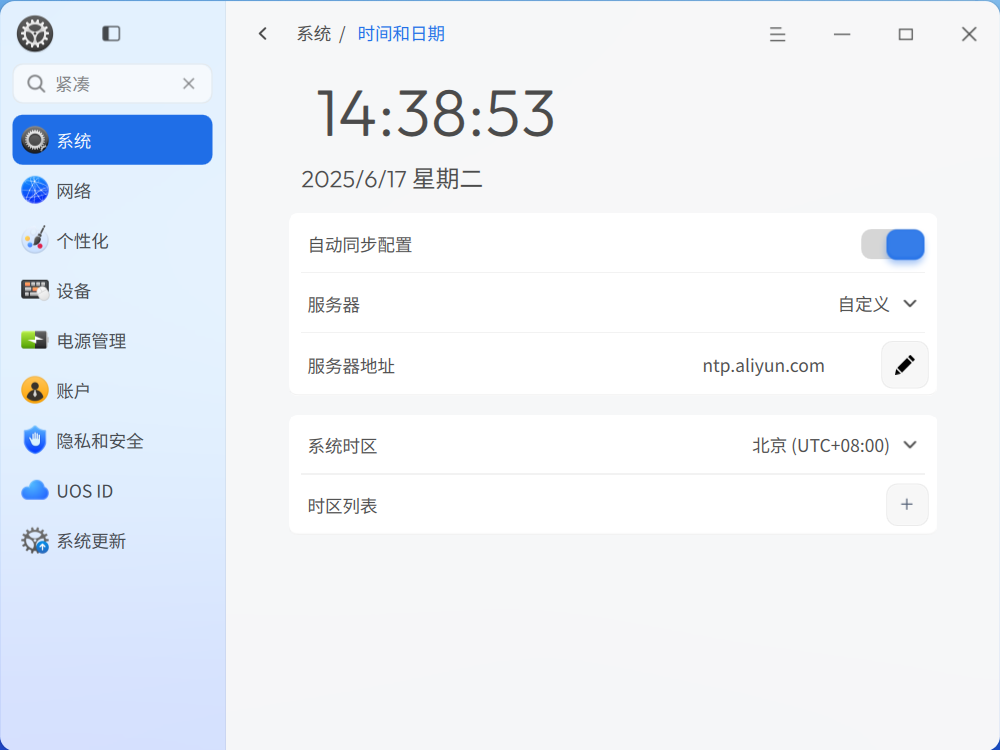 系统 / 时间和日期
紧凑
系统
网络
个性化
设备
电源管理
账户
隐私和安全
UOS ID
系统更新
14:38:53
2025/6/17 星期二
自动同步配置
服务器 自定义
服务器地址 ntp.aliyun.com
系统时区 北京 (UTC+08:00)
时区列表 +